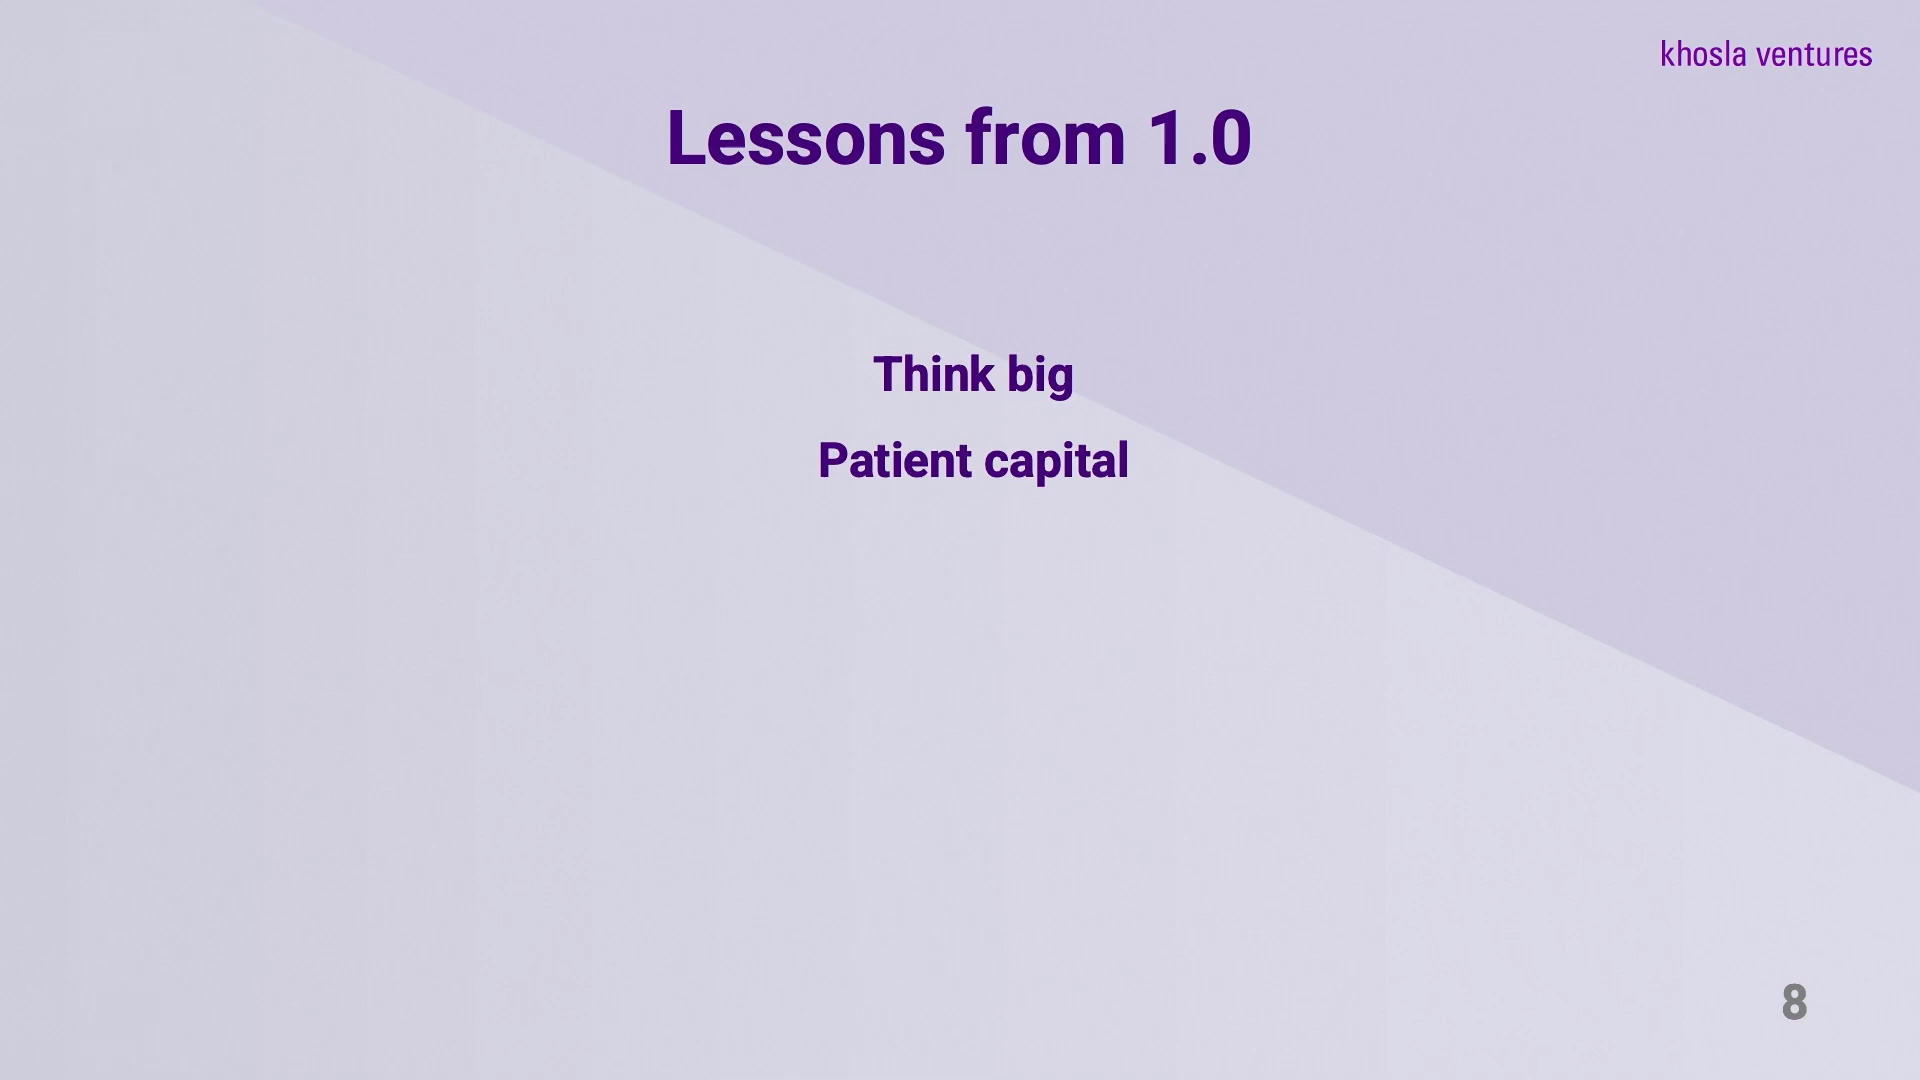 khosla ventures
Lessons from 1.0
Think big
Patient capital
8